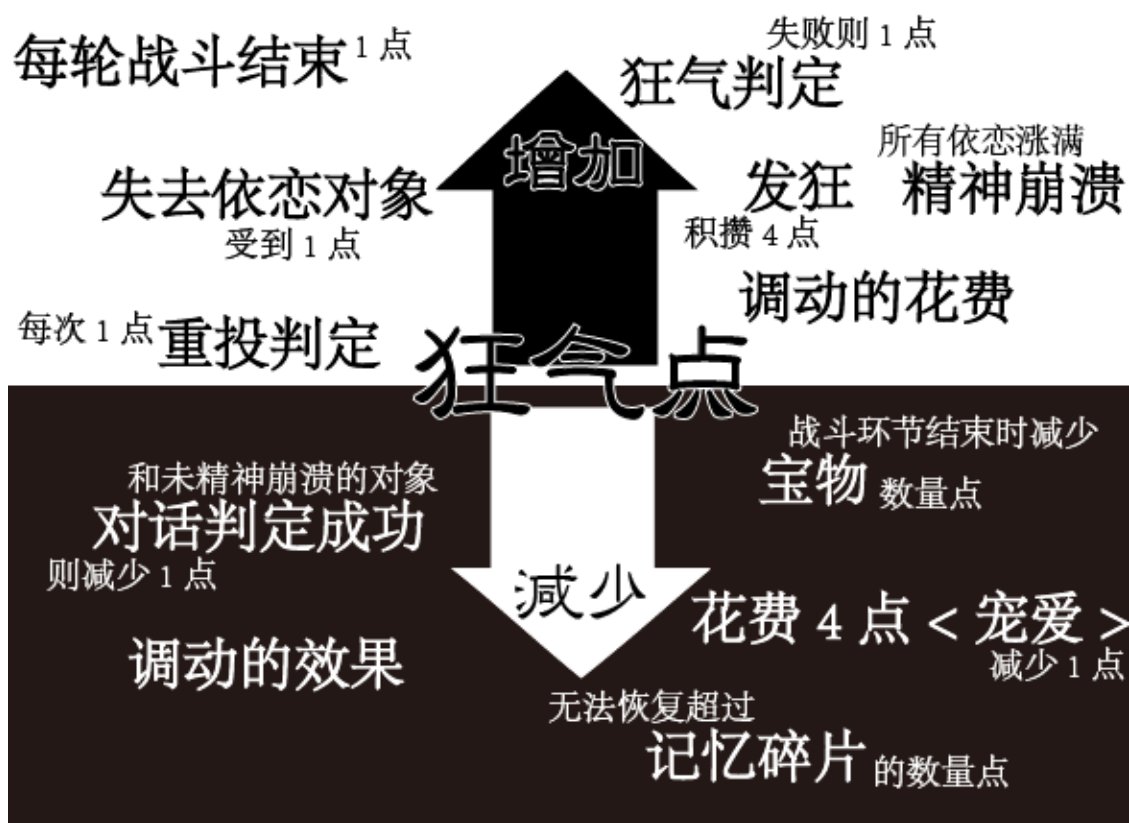 每轮战斗结束 1 点
失败则 1 点
狂气判定
增加
所有依恋涨满
发狂 精神崩溃
积攒 4 点
失去依恋对象
受到 1 点
调动的花费
每次 1 点 重投判定
狂气点
战斗环节结束时减少
宝物 数量点
和未精神崩溃的对象
对话判定成功
则减少 1 点
减少
花费 4 点 < 宠爱 >
减少 1 点
调动的效果
无法恢复超过
记忆碎片 的数量点